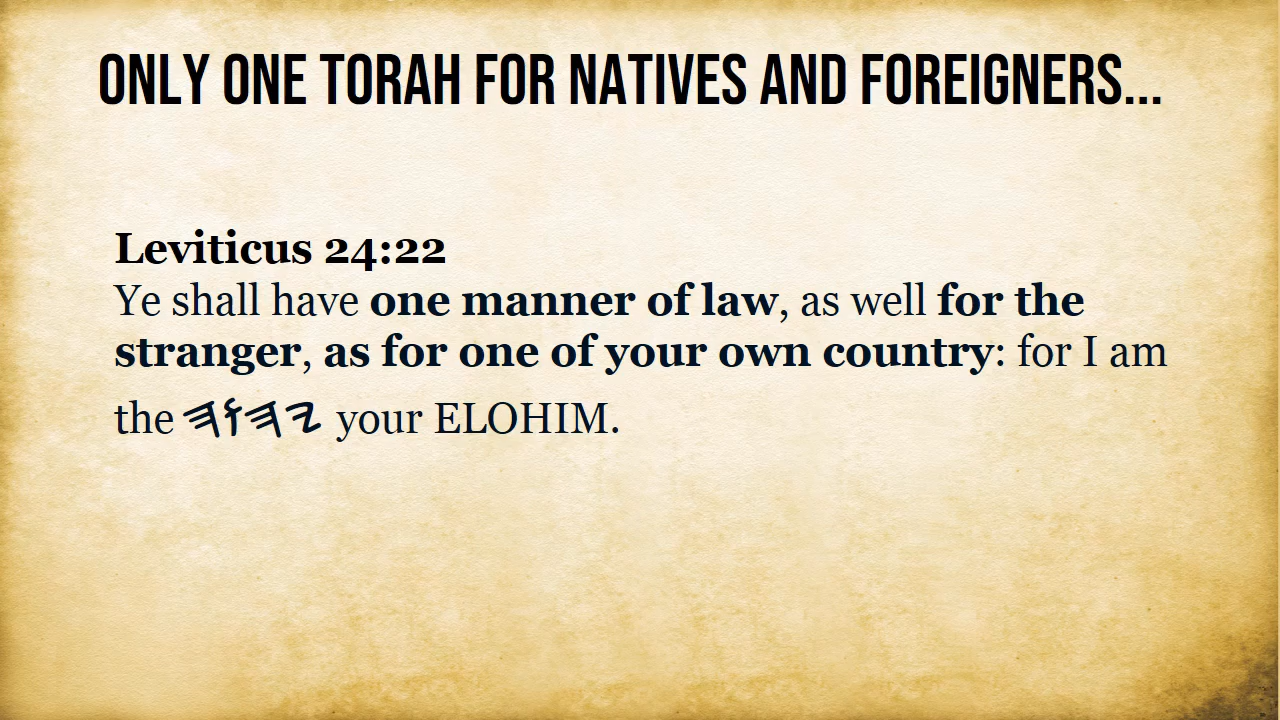 ONLY ONE TORAH FOR NATIVES AND FOREIGNERS...
Leviticus 24:22
Ye shall have one manner of law, as well for the
stranger, as for one of your own country: for I am
the 𐤉𐤄𐤅𐤄 your ELOHIM.